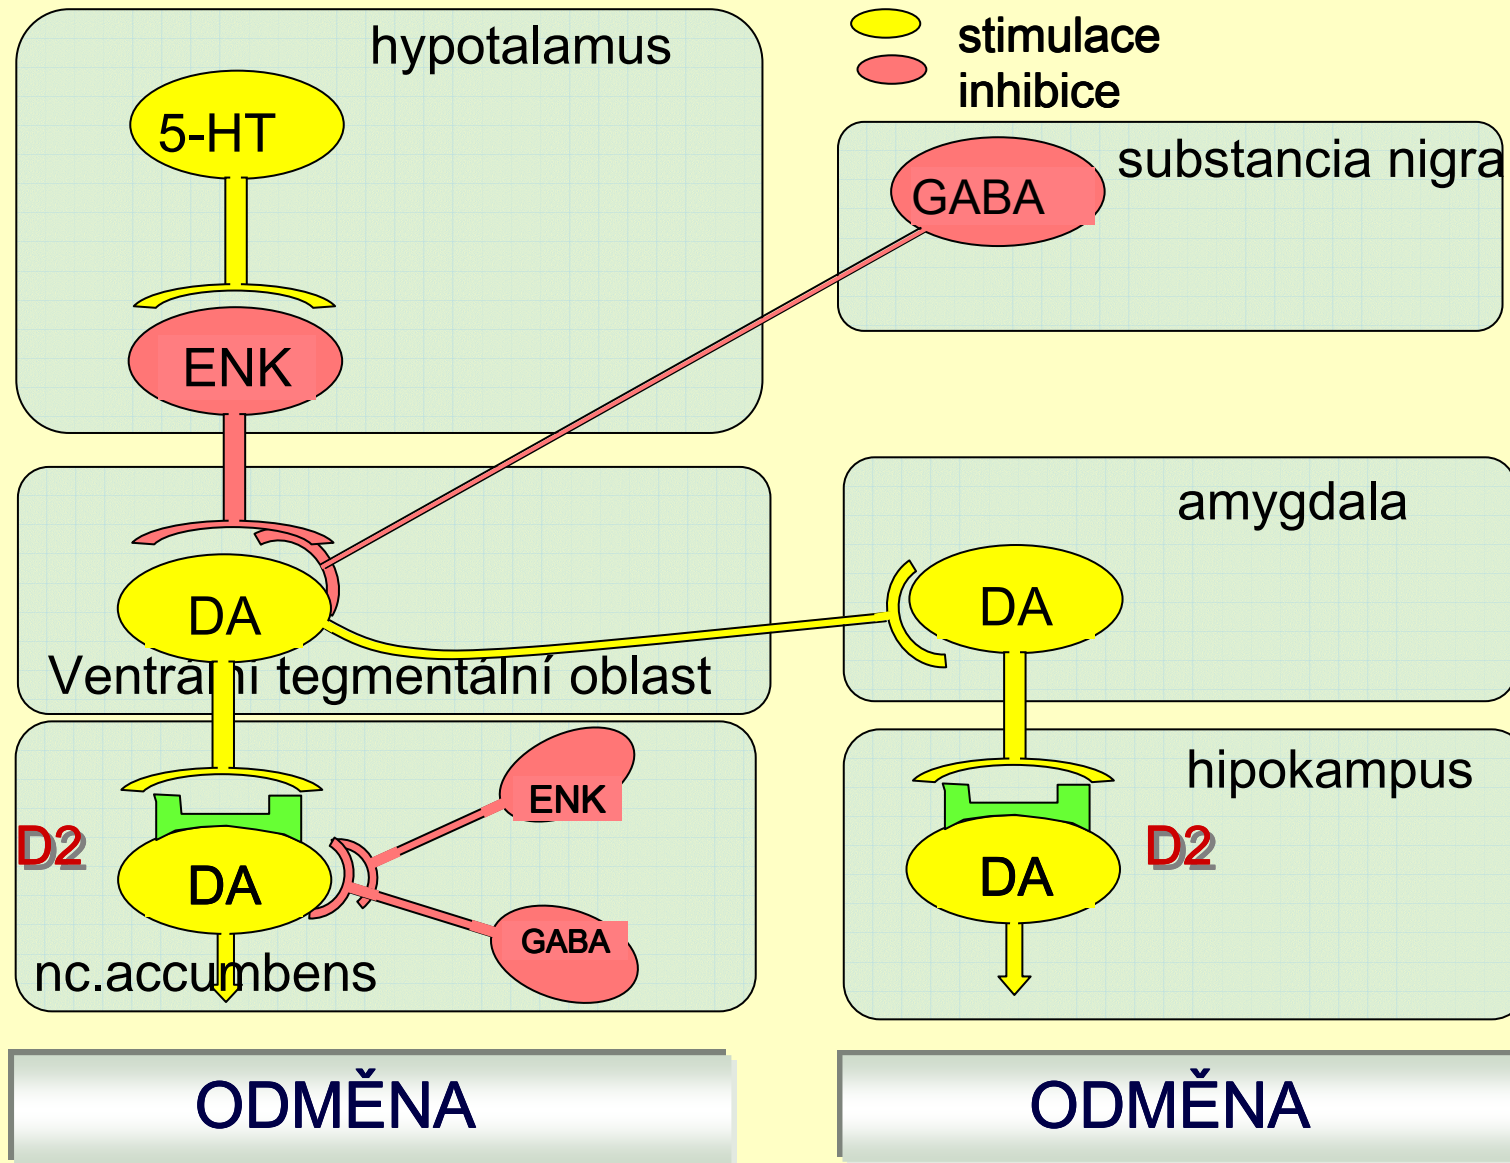 hypotalamus
5-HT
ENK
stimulace
inhibice
substancia nigra
GABA
DA
Ventrální tegmentální oblast
amygdala
DA
D2
DA
ENK
GABA
nc.accumbens
hipokampus
DA
D2
ODMĚNA
ODMĚNA